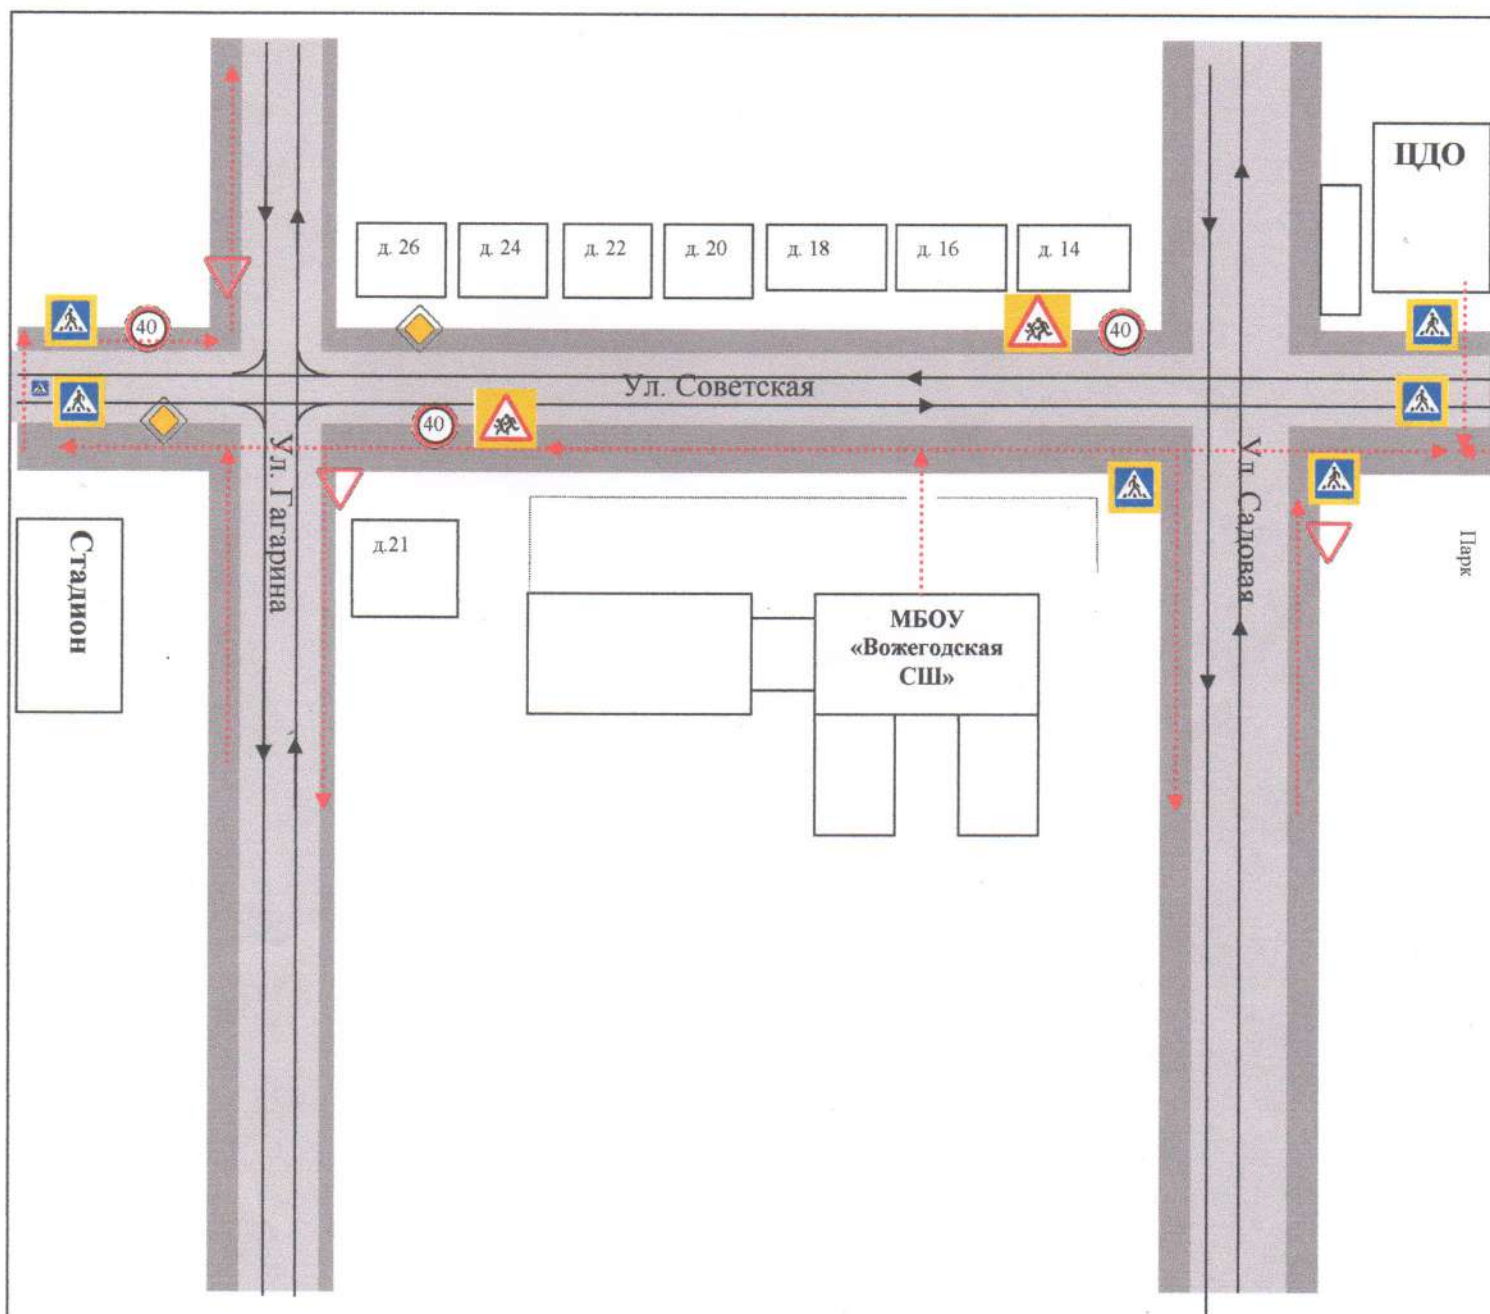 ЦДО
д. 26
д. 24
д. 22
д. 20
д. 18
д. 16
д. 14
40
40
Ул. Советская
40
Ул. Гагарина
Ул. Садовая
Стадион
д.21
Парк
МБОУ
«Вожегодская
СШ»